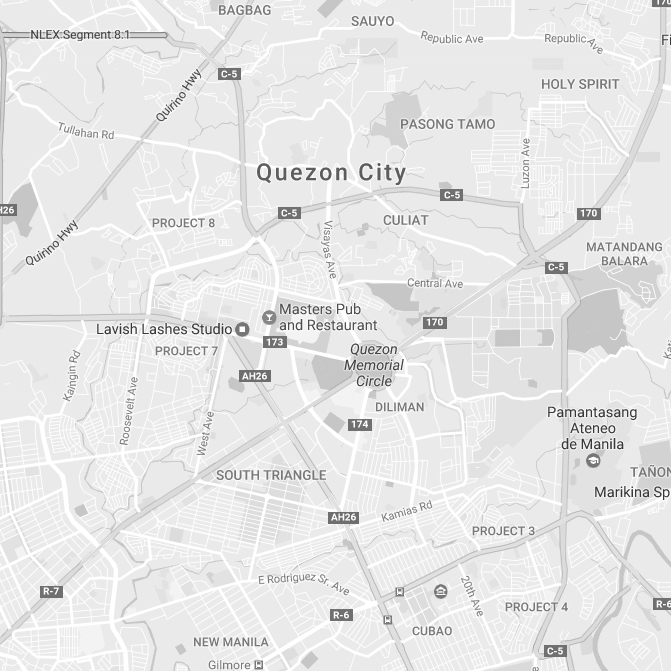 BAGBAG
SAUYO
170
NLEX Segment 8.1
Republic Ave
Republic Ave
Fi
C-5
Quirino Hwy
HOLY SPIRIT
Tullahan Rd
PASONG TAMO
Luzon Ave
Quezon City
C-5
H26
C-5
170
PROJECT 8
CULIAT
Quirino Hwy
Visayas Ave
MATANDANG
BALARA
C-5
Central Ave
Masters Pub
and Restaurant
170
Lavish Lashes Studio
173
Quezon
Memorial
Circle
PROJECT 7
Kaingin Rd
AH26
Roosevelt Ave
West Ave
DILIMAN
174
Pamantasang
Ateneo
de Manila
SOUTH TRIANGLE
TAÑON
Marikina Sp
AH26
Kamias Rd
PROJECT 3
E Rodriguez Sr. Ave
R-7
20th Ave
R-6
R-6
PROJECT 4
CUBAO
NEW MANILA
C-5
Gilmore